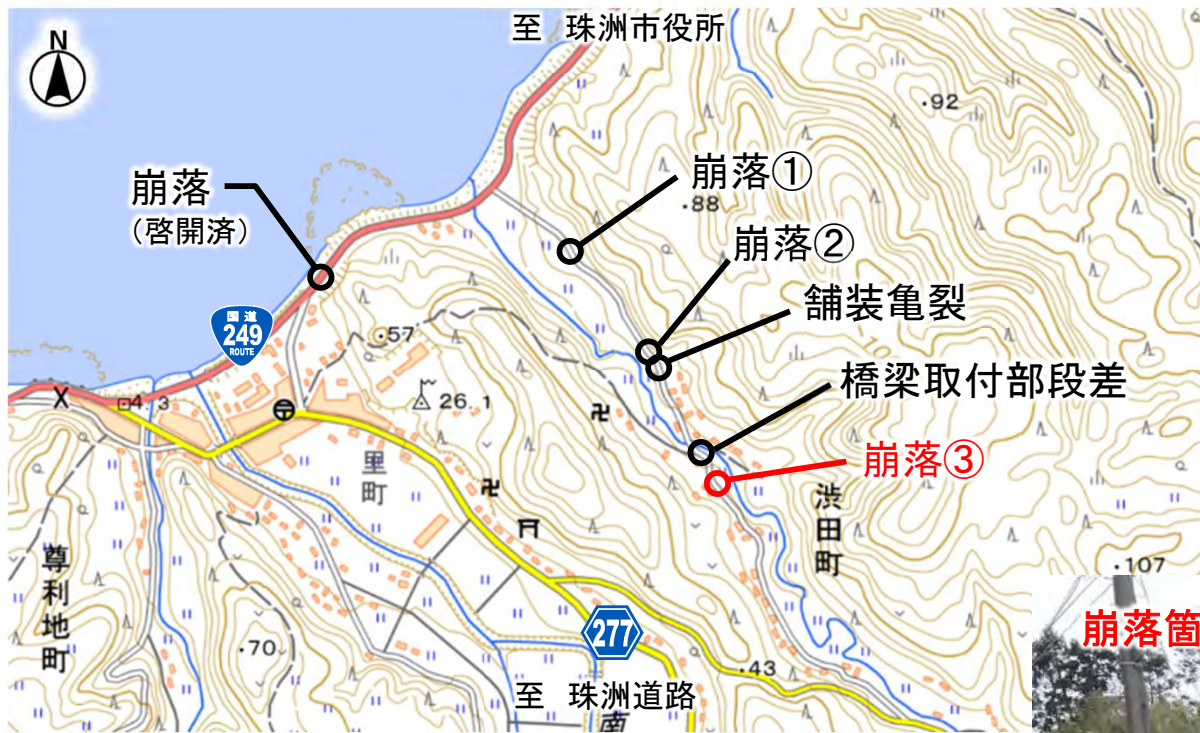 至 珠洲市役所
N
・92
崩落①
崩落
(啓開済)
・88
崩落②
舗装亀裂
国道
249
ROUTE
・57
橋梁取付部段差
4.3
26.1
崩落③
里町
渋田町
尊利地町
・107
崩落箇
277
・70
・43
至 珠洲道路
南